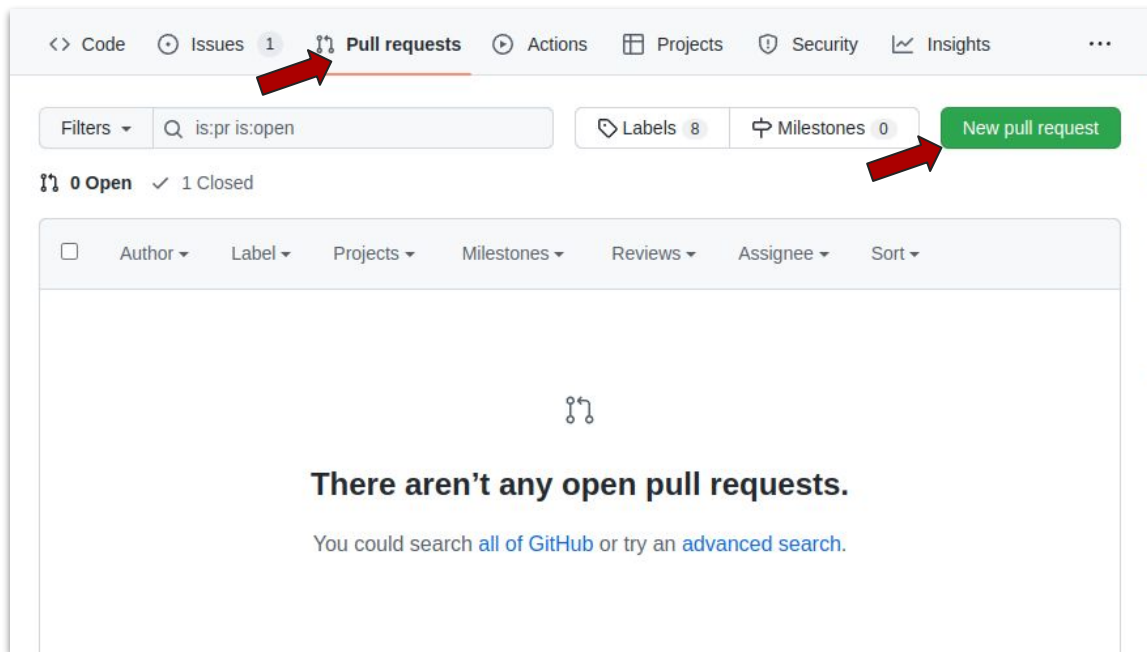 <> Code Issues 1 Pull requests Actions Projects Security Insights ...
Filters is:pr is:open Labels 8 Milestones 0 New pull request
0 Open ✓ 1 Closed
Author Label Projects Milestones Reviews Assignee Sort
There aren’t any open pull requests.
You could search all of GitHub or try an advanced search.